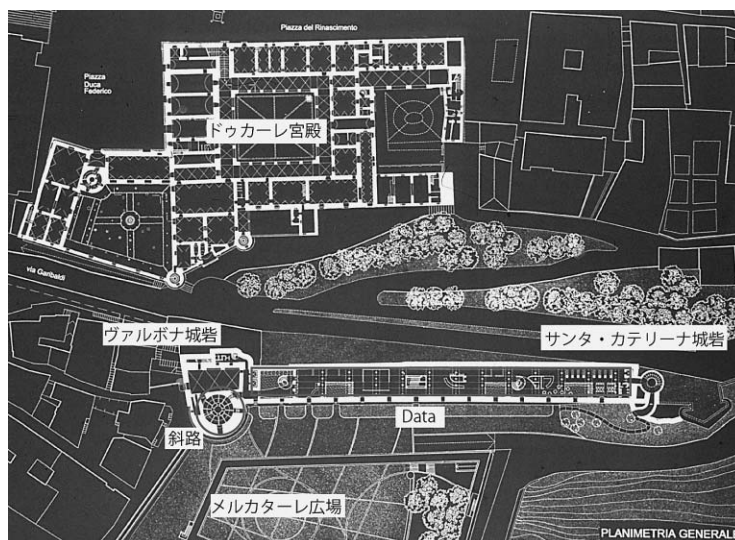 Piazza del Rinascimento
Piazza
Duca
Federico
ドゥカーレ宮殿
via Garibaldi
ヴァルボナ城砦
サンタ・カテリーナ城砦
Data
斜路
メルカターレ広場
PLANIMETRIA GENERALE